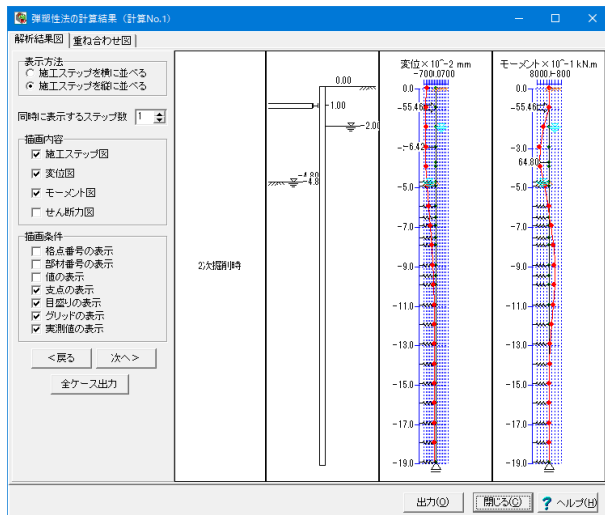 弾塑性法の計算結果（計算No.1）
解析結果図 重ね合わせ図
表示方法
施工ステップを横に並べる
施工ステップを縦に並べる
同時に表示するステップ数 1
描画内容
施工ステップ図
変位図
モーメント図
せん断力図
描画条件
格点番号の表示
部材番号の表示
値の表示
支点の表示
目盛りの表示
グリッドの表示
実測値の表示
<戻る 次へ>
全ケース出力
2次掘削時
0.00
-1.00
-2.00
-4.80
-4.8
変位×10^-2 mm
-700.0700
0.0
-55.46
-6.42
-5.0
-7.0
-9.0
-11.0
-13.0
-15.0
-17.0
-19.0
モーメント×10^-1 kN.m
8000
-800
0.0
-55.46
-3.0
64.80
-5.0
-7.0
-9.0
-11.0
-13.0
-15.0
-17.0
-19.0
出力(O) 閉じる(C) ? ヘルプ(H)